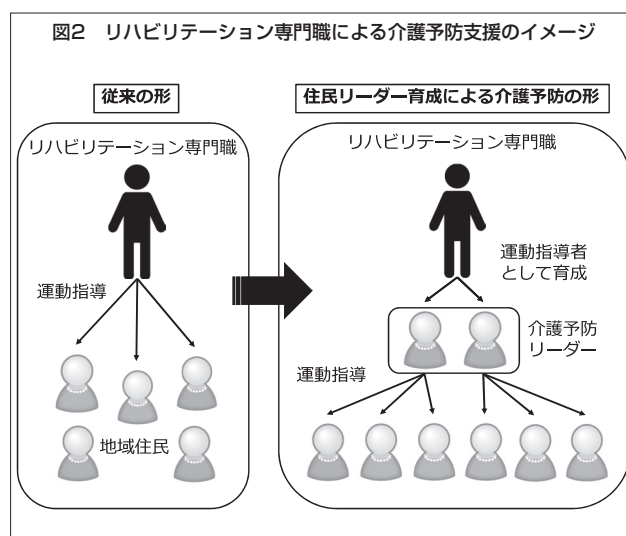 図2　リハビリテーション専門職による介護予防支援のイメージ
従来の形
リハビリテーション専門職
運動指導
地域住民
住民リーダー育成による介護予防の形
リハビリテーション専門職
運動指導者
として育成
介護予防
リーダー
運動指導